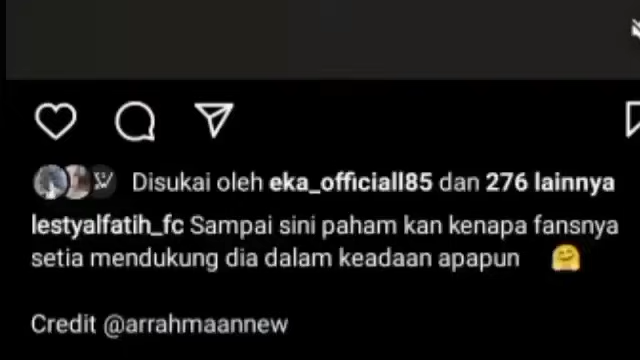 Disukai oleh eka_officiall85 dan 276 lainnya
lestyalfatih_fc Sampai sini paham kan kenapa fansnya
setia mendukung dia dalam keadaan apapun 🤗
Credit @arrahmaannew